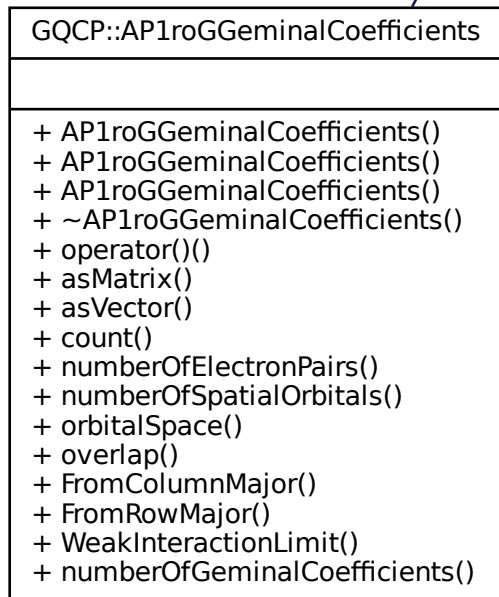 GQCP::AP1roGGeminalCoefficients
+ AP1roGGeminalCoefficients()
+ AP1roGGeminalCoefficients()
+ AP1roGGeminalCoefficients()
+ ~AP1roGGeminalCoefficients()
+ operator()()
+ asMatrix()
+ asVector()
+ count()
+ numberOfElectronPairs()
+ numberOfSpatialOrbitals()
+ orbitalSpace()
+ overlap()
+ FromColumnMajor()
+ FromRowMajor()
+ WeakInteractionLimit()
+ numberOfGeminalCoefficients()